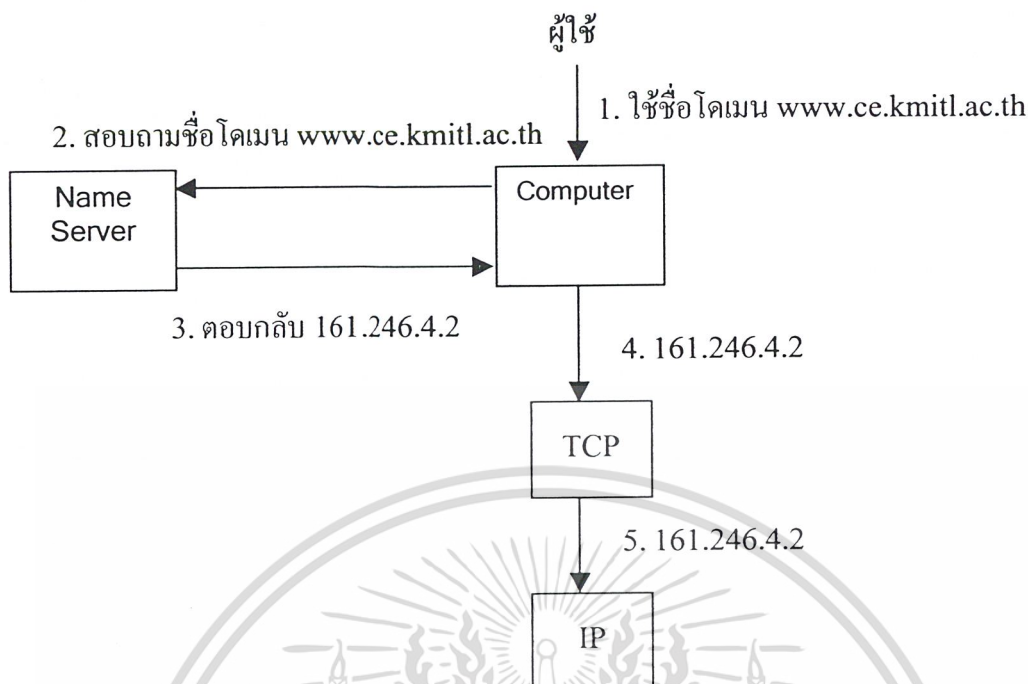 ผู้ใช้
1. ใช้ชื่อโดเมน www.ce.kmitl.ac.th
2. สอบถามชื่อโดเมน www.ce.kmitl.ac.th
Name
Server
Computer
3. ตอบกลับ 161.246.4.2
4. 161.246.4.2
TCP
5. 161.246.4.2
IP